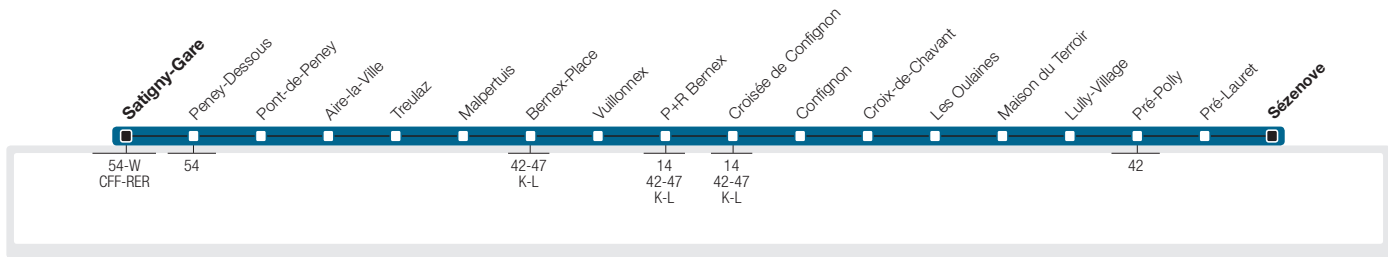 Satigny-Gare
Peney-Dessous
Pont-de-Peney
Aire-la-Ville
Treulaz
Malpertuis
Bernex-Place
Vuillonnex
P+R Bernex
Croisée de Confignon
Confignon
Croix-de-Chavant
Les Oulaines
Maison du Terroir
Lully-Village
Pré-Polly
Pré-Lauret
Sézenove
54-W
CFF-RER
54
42-47
K-L
14
42-47
K-L
14
42-47
K-L
42